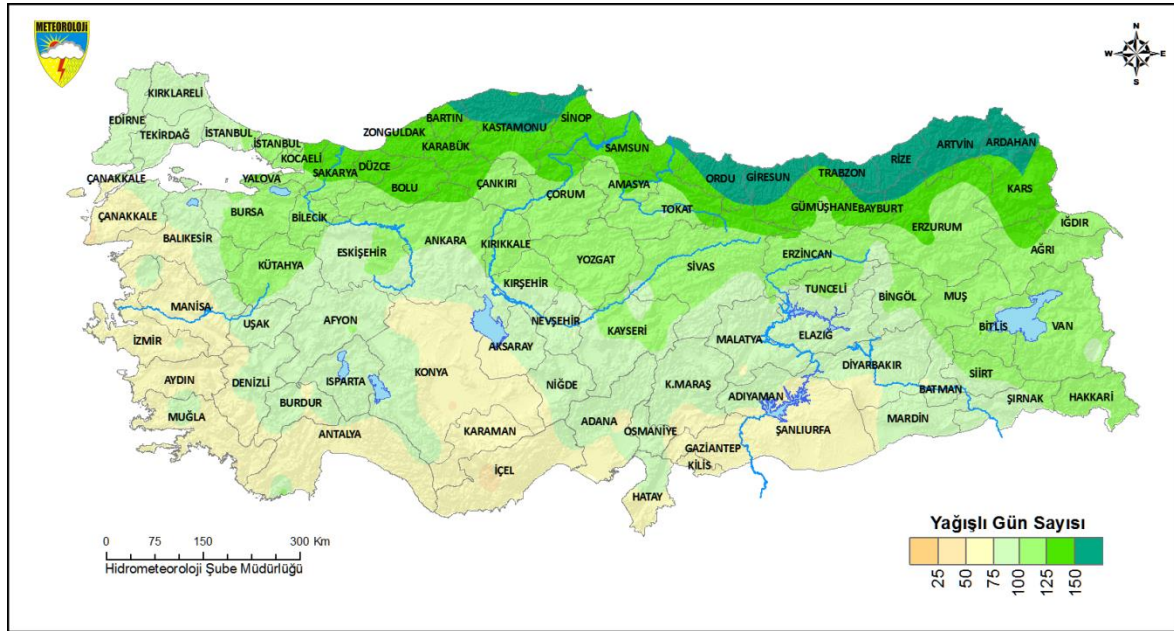 METEOROLOJİ
N
W E
S
KIRKLARELİ
EDİRNE
TEKİRDAĞ
İSTANBUL
İSTANBUL
KOCAELİ
ÇANAKKALE
YALOVA
SAKARYA
DÜZCE
ZONGULDAK
BARTIN
KARABÜK
KASTAMONU
SİNOP
BOLU
ÇANKIRI
SAMSUN
AMASYA
ÇORUM
TOKAT
ORDU
GİRESUN
TRABZON
RİZE
ARTVİN
ARDAHAN
KARS
GÜMÜŞHANE
BAYBURT
ERZURUM
IĞDIR
AĞRI
ÇANAKKALE
BALIKESİR
BURSA
BİLECİK
ESKİŞEHİR
KÜTAHYA
ANKARA
KIRIKKALE
KIRŞEHİR
YOZGAT
SİVAS
ERZİNCAN
TUNCELİ
BİNGÖL
MUŞ
BİTLİS
VAN
MANİSA
UŞAK
AFYON
İZMİR
AYDIN
DENİZLİ
MUĞLA
BURDUR
ISPARTA
ANTALYA
KONYA
AKSARAY
NEVŞEHİR
KAYSERİ
NİĞDE
KARAMAN
İÇEL
ADANA
OSMANİYE
K.MARAŞ
MALATYA
ELAZIĞ
ADIYAMAN
DİYARBAKIR
BATMAN
SİİRT
ŞIRNAK
HAKKARİ
MARDİN
ŞANLIURFA
GAZİANTEP
KİLİS
HATAY
0 75 150 300 Km
Hidrometeoroloji Şube Müdürlüğü
Yağışlı Gün Sayısı
25 50 75 100 125 150